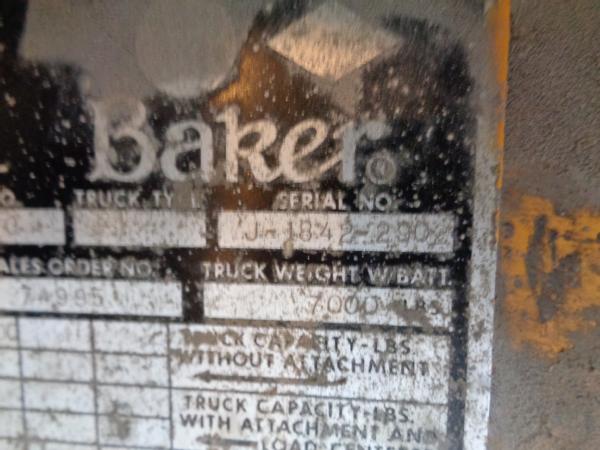 Baker®
TRUCK TY SERIAL NO.
J-1842-2902
SALES ORDER NO. TRUCK WEIGHT W/BATT.
74995 7000
TRUCK CAPACITY-LBS.
WITHOUT ATTACHMENT
TRUCK CAPACITY-LBS.
WITH ATTACHMENT AND
LOAD CENTER